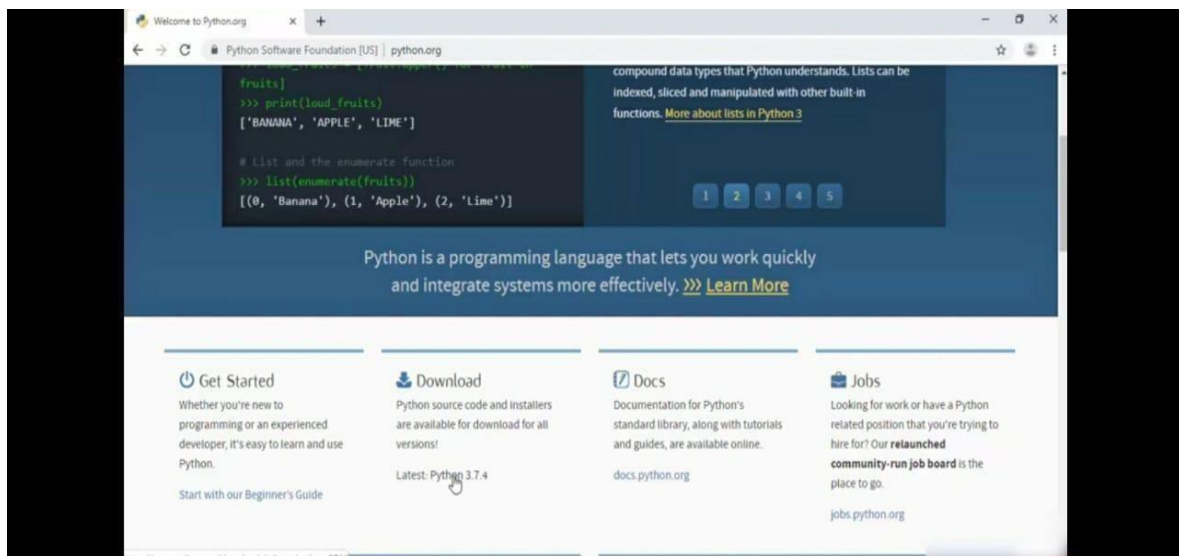 Welcome to Python.org
Python Software Foundation [US] | python.org
fruits]
>>> print(loud_fruits)
['BANANA', 'APPLE', 'LIME']
# List and the enumerate function
>>> list(enumerate(fruits))
[(0, 'Banana'), (1, 'Apple'), (2, 'Lime')]
compound data types that Python understands. Lists can be
indexed, sliced and manipulated with other built-in
functions. More about lists in Python 3
1 2 3 4 5
Python is a programming language that lets you work quickly
and integrate systems more effectively. >>> Learn More
Get Started
Whether you're new to
programming or an experienced
developer, it's easy to learn and use
Python.
Start with our Beginner's Guide
Download
Python source code and installers
are available for download for all
versions!
Latest: Python 3.7.4
Docs
Documentation for Python's
standard library, along with tutorials
and guides, are available online.
docs.python.org
Jobs
Looking for work or have a Python
related position that you're trying to
hire for? Our relaunched
community-run job board is the
place to go.
jobs.python.org